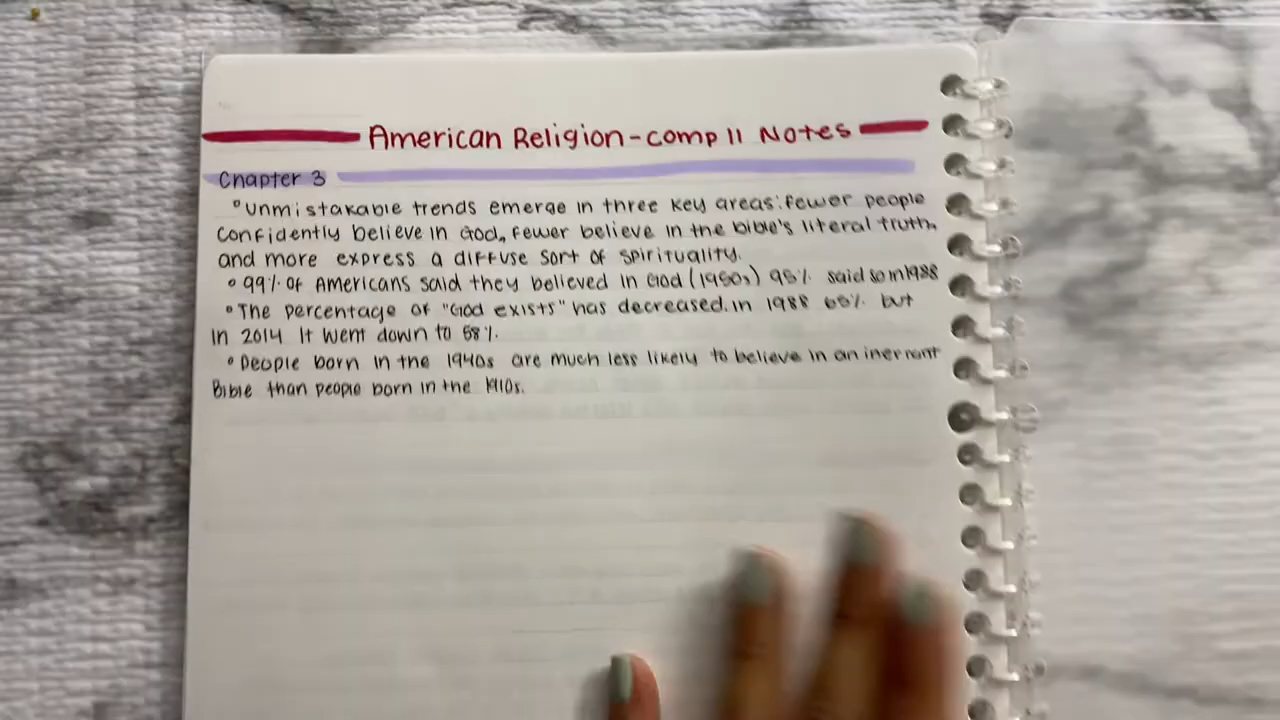 American Religion - comp II Notes
Chapter 3
° Unmistakable trends emerge in three key areas: fewer people
confidently believe in God, fewer believe in the bible's literal truth,
and more express a diffuse sort of spirituality.
° 99% of Americans said they believed in God (1950s) 95% said so in 1988
° The percentage of "God exists" has decreased. in 1988 65% but
in 2014 it went down to 58%.
° People born in the 1940s are much less likely to believe in an inerrant
Bible than people born in the 1910s.